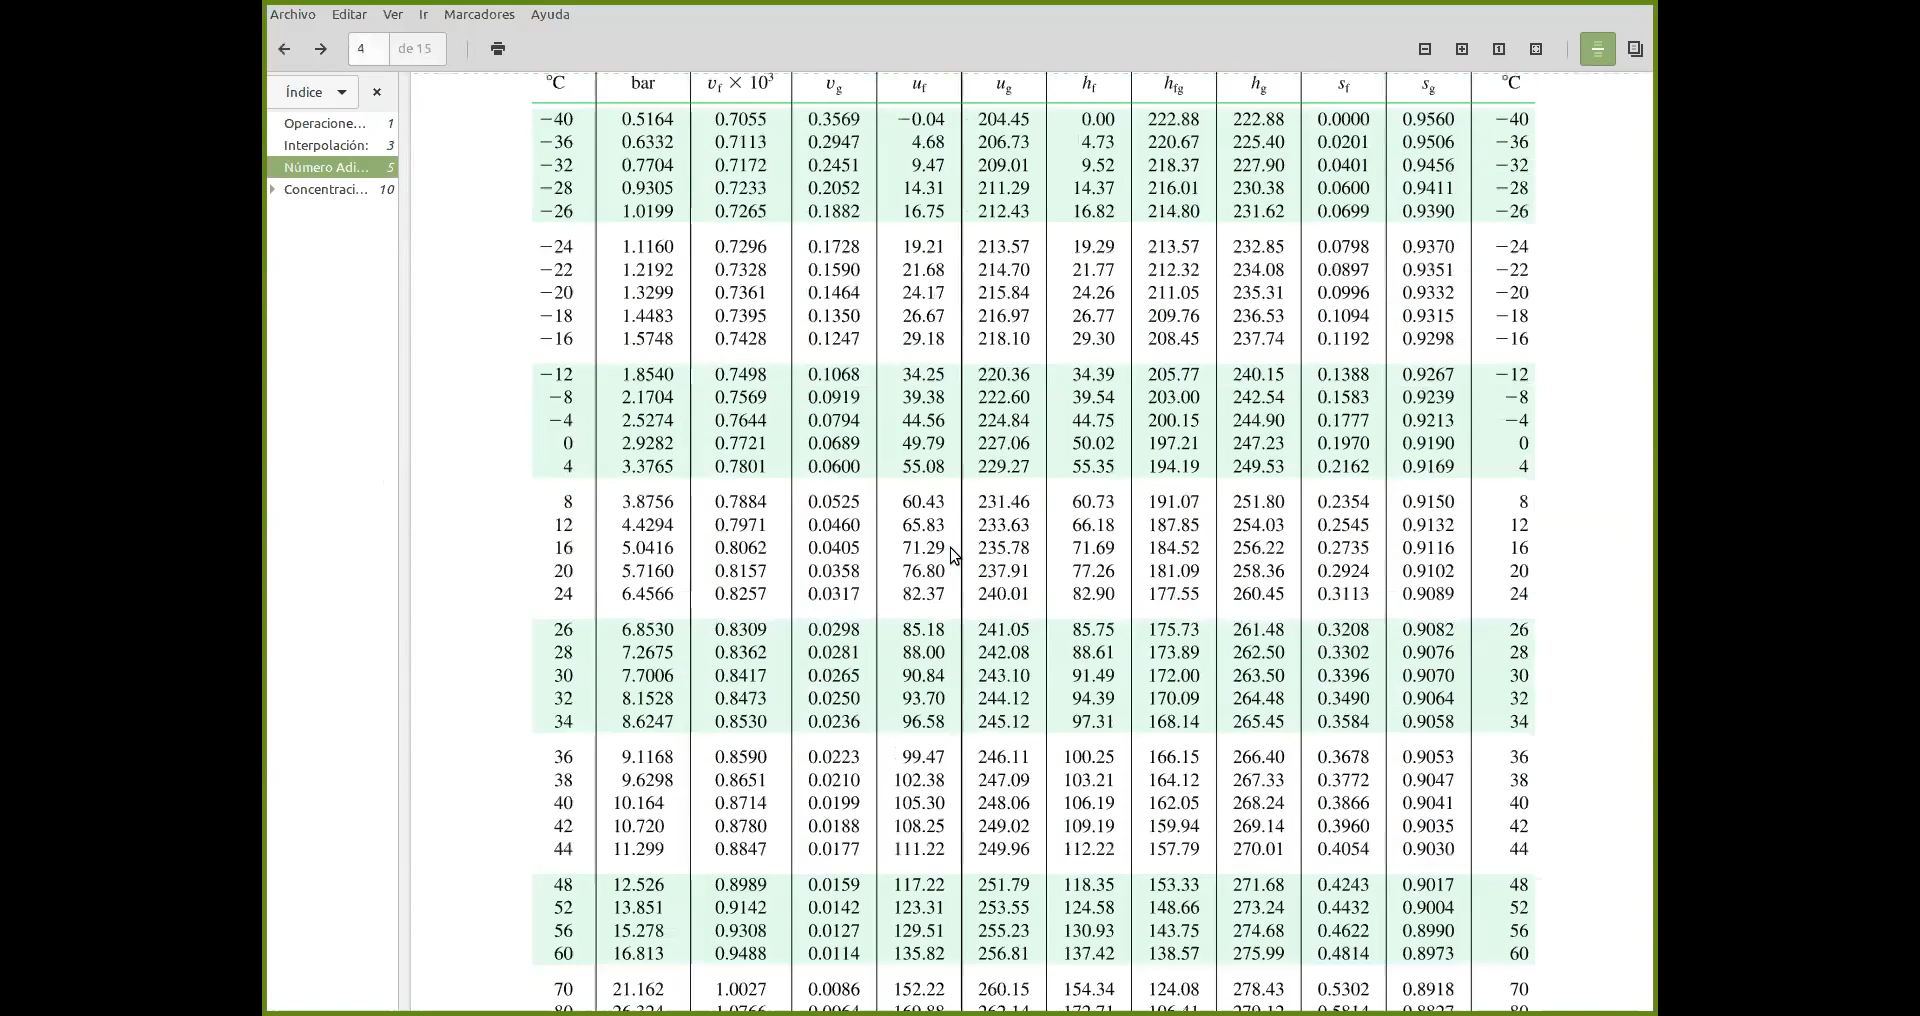 Archivo Editar Ver Ir Marcadores Ayuda
4 de 15
Índice
Operacione... 1
Interpolación: 3
Número Adi... 5
Concentraci... 10
°C bar vf × 10³ vg uf ug hf hfg hg sf sg °C
−40 0.5164 0.7055 0.3569 −0.04 204.45 0.00 222.88 222.88 0.0000 0.9560 −40
−36 0.6332 0.7113 0.2947 4.68 206.73 4.73 220.67 225.40 0.0201 0.9506 −36
−32 0.7704 0.7172 0.2451 9.47 209.01 9.52 218.37 227.90 0.0401 0.9456 −32
−28 0.9305 0.7233 0.2052 14.31 211.29 14.37 216.01 230.38 0.0600 0.9411 −28
−26 1.0199 0.7265 0.1882 16.75 212.43 16.82 214.80 231.62 0.0699 0.9390 −26
−24 1.1160 0.7296 0.1728 19.21 213.57 19.29 213.57 232.85 0.0798 0.9370 −24
−22 1.2192 0.7328 0.1590 21.68 214.70 21.77 212.32 234.08 0.0897 0.9351 −22
−20 1.3299 0.7361 0.1464 24.17 215.84 24.26 211.05 235.31 0.0996 0.9332 −20
−18 1.4483 0.7395 0.1350 26.67 216.97 26.77 209.76 236.53 0.1094 0.9315 −18
−16 1.5748 0.7428 0.1247 29.18 218.10 29.30 208.45 237.74 0.1192 0.9298 −16
−12 1.8540 0.7498 0.1068 34.25 220.36 34.39 205.77 240.15 0.1388 0.9267 −12
−8 2.1704 0.7569 0.0919 39.38 222.60 39.54 203.00 242.54 0.1583 0.9239 −8
−4 2.5274 0.7644 0.0794 44.56 224.84 44.75 200.15 244.90 0.1777 0.9213 −4
0 2.9282 0.7721 0.0689 49.79 227.06 50.02 197.21 247.23 0.1970 0.9190 0
4 3.3765 0.7801 0.0600 55.08 229.27 55.35 194.19 249.53 0.2162 0.9169 4
8 3.8756 0.7884 0.0525 60.43 231.46 60.73 191.07 251.80 0.2354 0.9150 8
12 4.4294 0.7971 0.0460 65.83 233.63 66.18 187.85 254.03 0.2545 0.9132 12
16 5.0416 0.8062 0.0405 71.29 235.78 71.69 184.52 256.22 0.2735 0.9116 16
20 5.7160 0.8157 0.0358 76.80 237.91 77.26 181.09 258.36 0.2924 0.9102 20
24 6.4566 0.8257 0.0317 82.37 240.01 82.90 177.55 260.45 0.3113 0.9089 24
26 6.8530 0.8309 0.0298 85.18 241.05 85.75 175.73 261.48 0.3208 0.9082 26
28 7.2675 0.8362 0.0281 88.00 242.08 88.61 173.89 262.50 0.3302 0.9076 28
30 7.7006 0.8417 0.0265 90.84 243.10 91.49 172.00 263.50 0.3396 0.9070 30
32 8.1528 0.8473 0.0250 93.70 244.12 94.39 170.09 264.48 0.3490 0.9064 32
34 8.6247 0.8530 0.0236 96.58 245.12 97.31 168.14 265.45 0.3584 0.9058 34
36 9.1168 0.8590 0.0223 99.47 246.11 100.25 166.15 266.40 0.3678 0.9053 36
38 9.6298 0.8651 0.0210 102.38 247.09 103.21 164.12 267.33 0.3772 0.9047 38
40 10.164 0.8714 0.0199 105.30 248.06 106.19 162.05 268.24 0.3866 0.9041 40
42 10.720 0.8780 0.0188 108.25 249.02 109.19 159.94 269.14 0.3960 0.9035 42
44 11.299 0.8847 0.0177 111.22 249.96 112.22 157.79 270.01 0.4054 0.9030 44
48 12.526 0.8989 0.0159 117.22 251.79 118.35 153.33 271.68 0.4243 0.9017 48
52 13.851 0.9142 0.0142 123.31 253.55 124.58 148.66 273.24 0.4432 0.9004 52
56 15.278 0.9308 0.0127 129.51 255.23 130.93 143.75 274.68 0.4622 0.8990 56
60 16.813 0.9488 0.0114 135.82 256.81 137.42 138.57 275.99 0.4814 0.8973 60
70 21.162 1.0027 0.0086 152.22 260.15 154.34 124.08 278.43 0.5302 0.8918 70